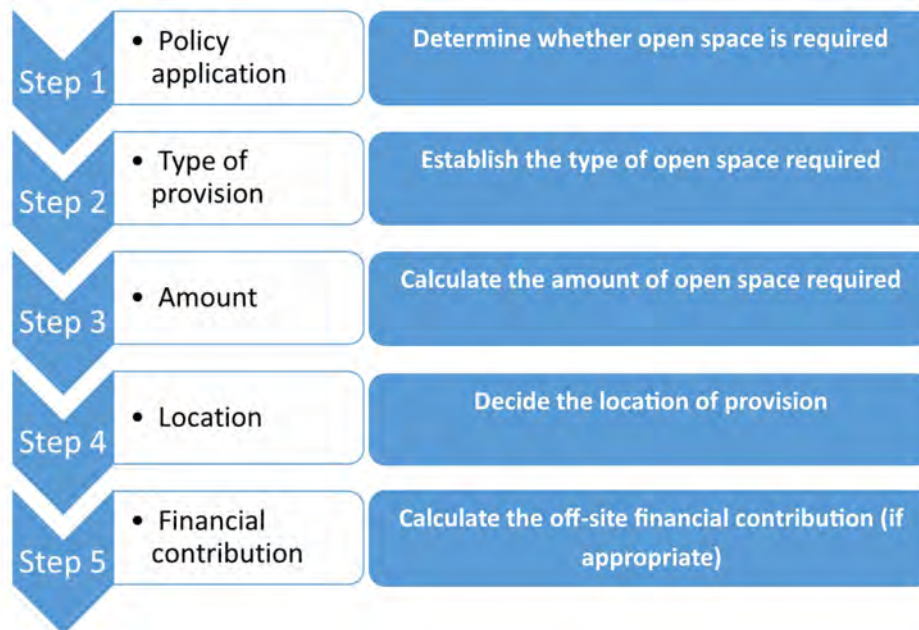 Step 1
• Policy
application
Determine whether open space is required
Step 2
• Type of
provision
Establish the type of open space required
Step 3
• Amount
Calculate the amount of open space required
Step 4
• Location
Decide the location of provision
Step 5
• Financial
contribution
Calculate the off-site financial contribution (if
appropriate)